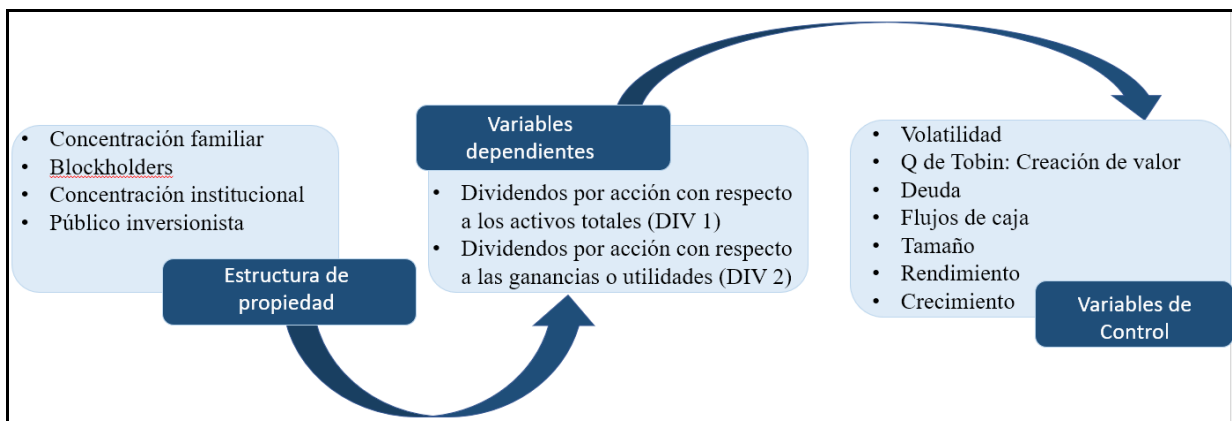 • Concentración familiar
• Blockholders
• Concentración institucional
• Público inversionista
Estructura de
propiedad
Variables
dependientes
• Dividendos por acción con respecto
a los activos totales (DIV 1)
• Dividendos por acción con respecto
a las ganancias o utilidades (DIV 2)
• Volatilidad
• Q de Tobin: Creación de valor
• Deuda
• Flujos de caja
• Tamaño
• Rendimiento
• Crecimiento
Variables de
Control